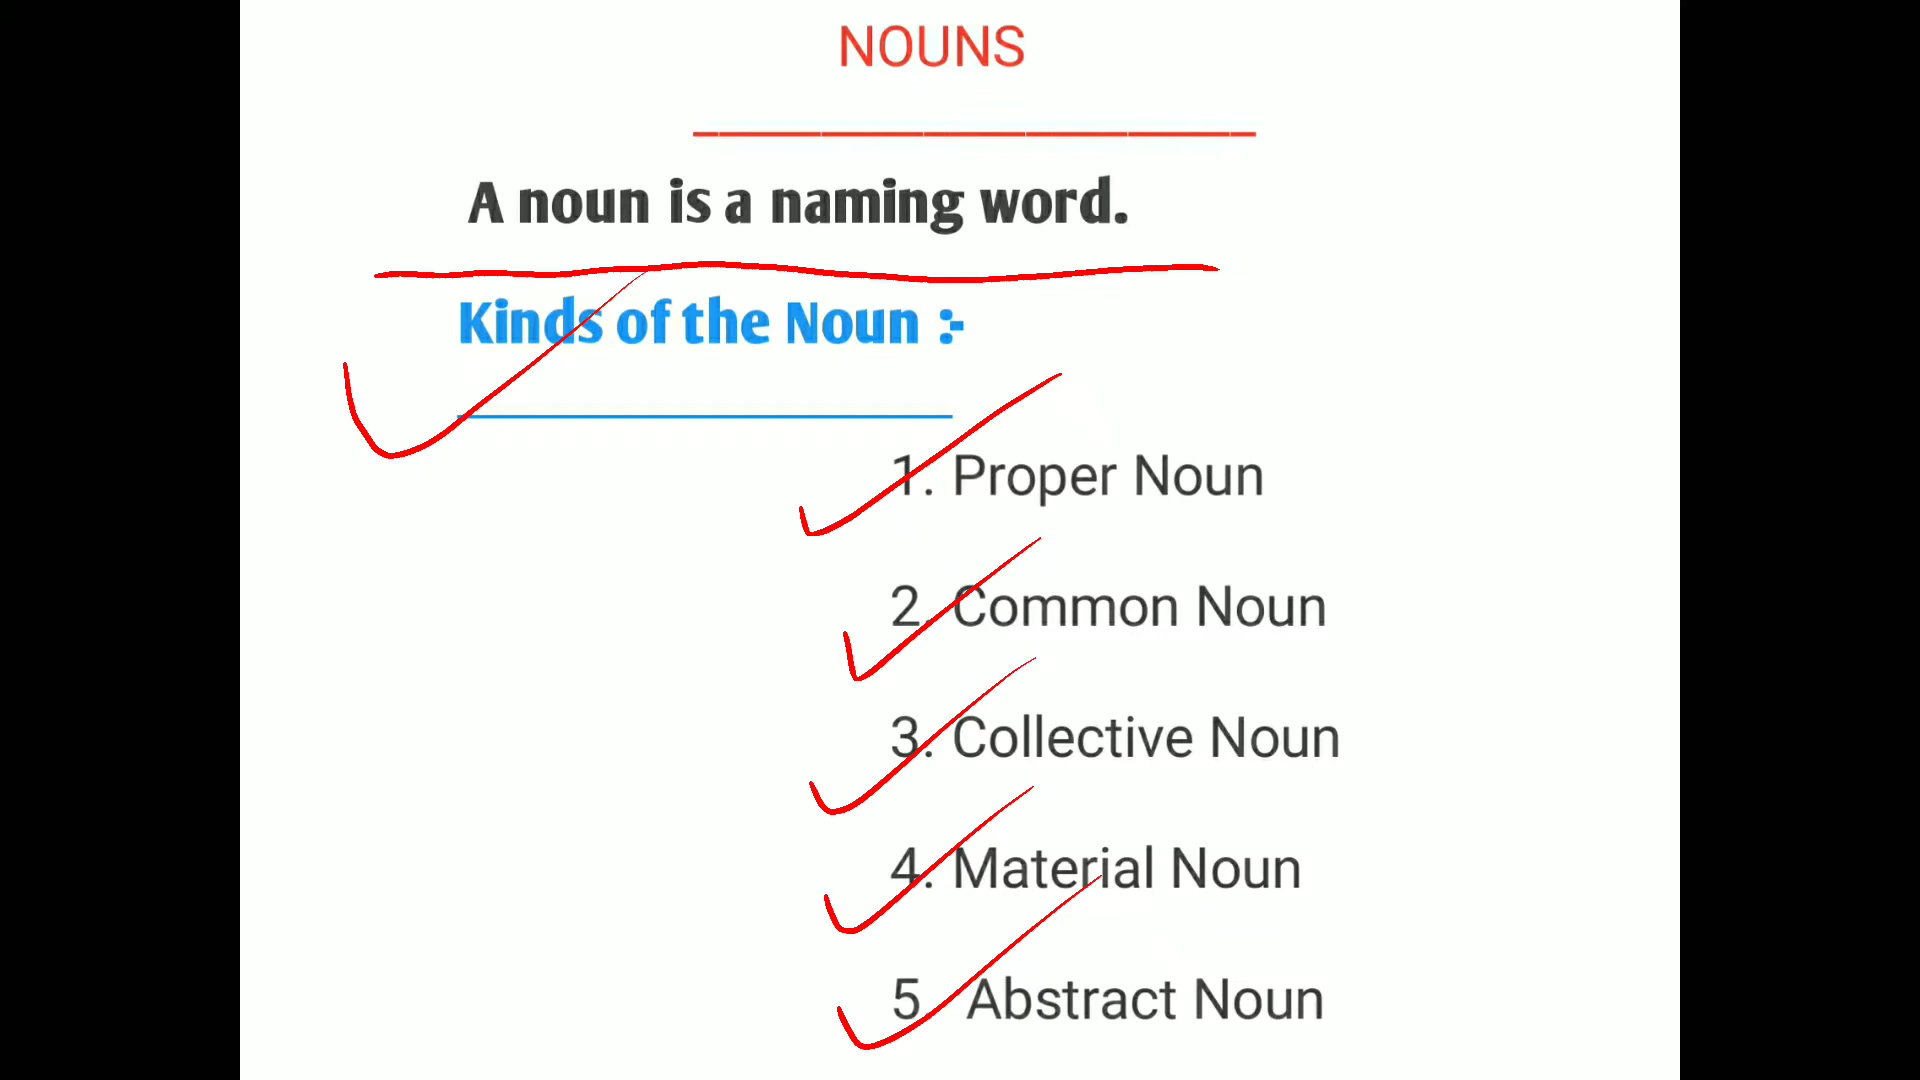 NOUNS
A noun is a naming word.
Kinds of the Noun :-
1. Proper Noun
2. Common Noun
3. Collective Noun
4. Material Noun
5. Abstract Noun